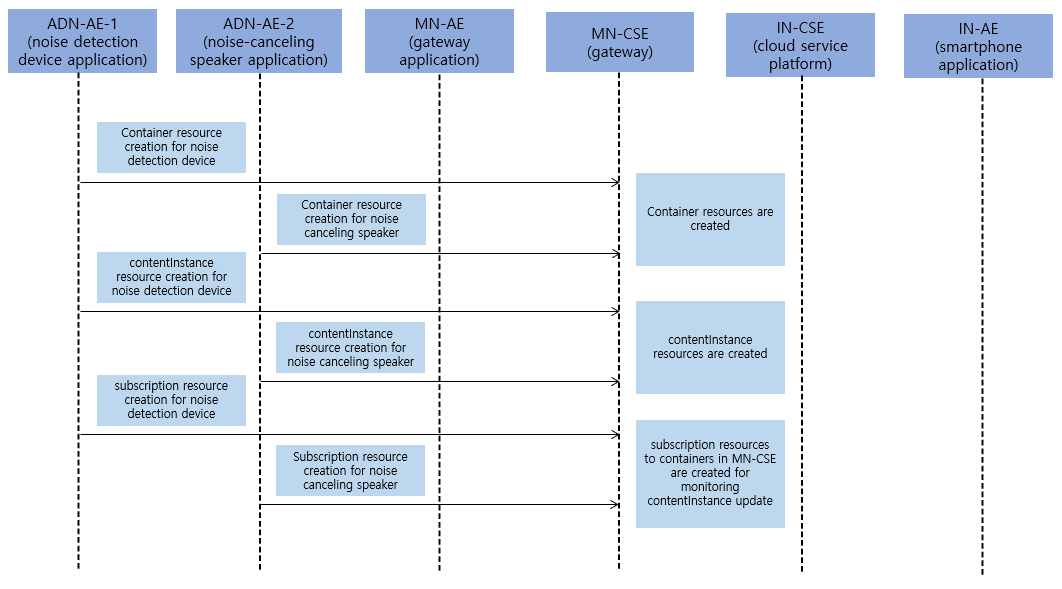 ADN-AE-1
(noise detection
device application)
ADN-AE-2
(noise-canceling
speaker application)
MN-AE
(gateway
application)
MN-CSE
(gateway)
IN-CSE
(cloud service
platform)
IN-AE
(smartphone
application)
Container resource
creation for noise
detection device
Container resources are
created
Container resource
creation for noise
canceling speaker
contentInstance
resource creation for
noise detection device
contentInstance
resources are created
contentInstance
resource creation for
noise canceling speaker
subscription resource
creation for noise
detection device
subscription resources
to containers in MN-CSE
are created for
monitoring
contentInstance update
Subscription resource
creation for noise
canceling speaker